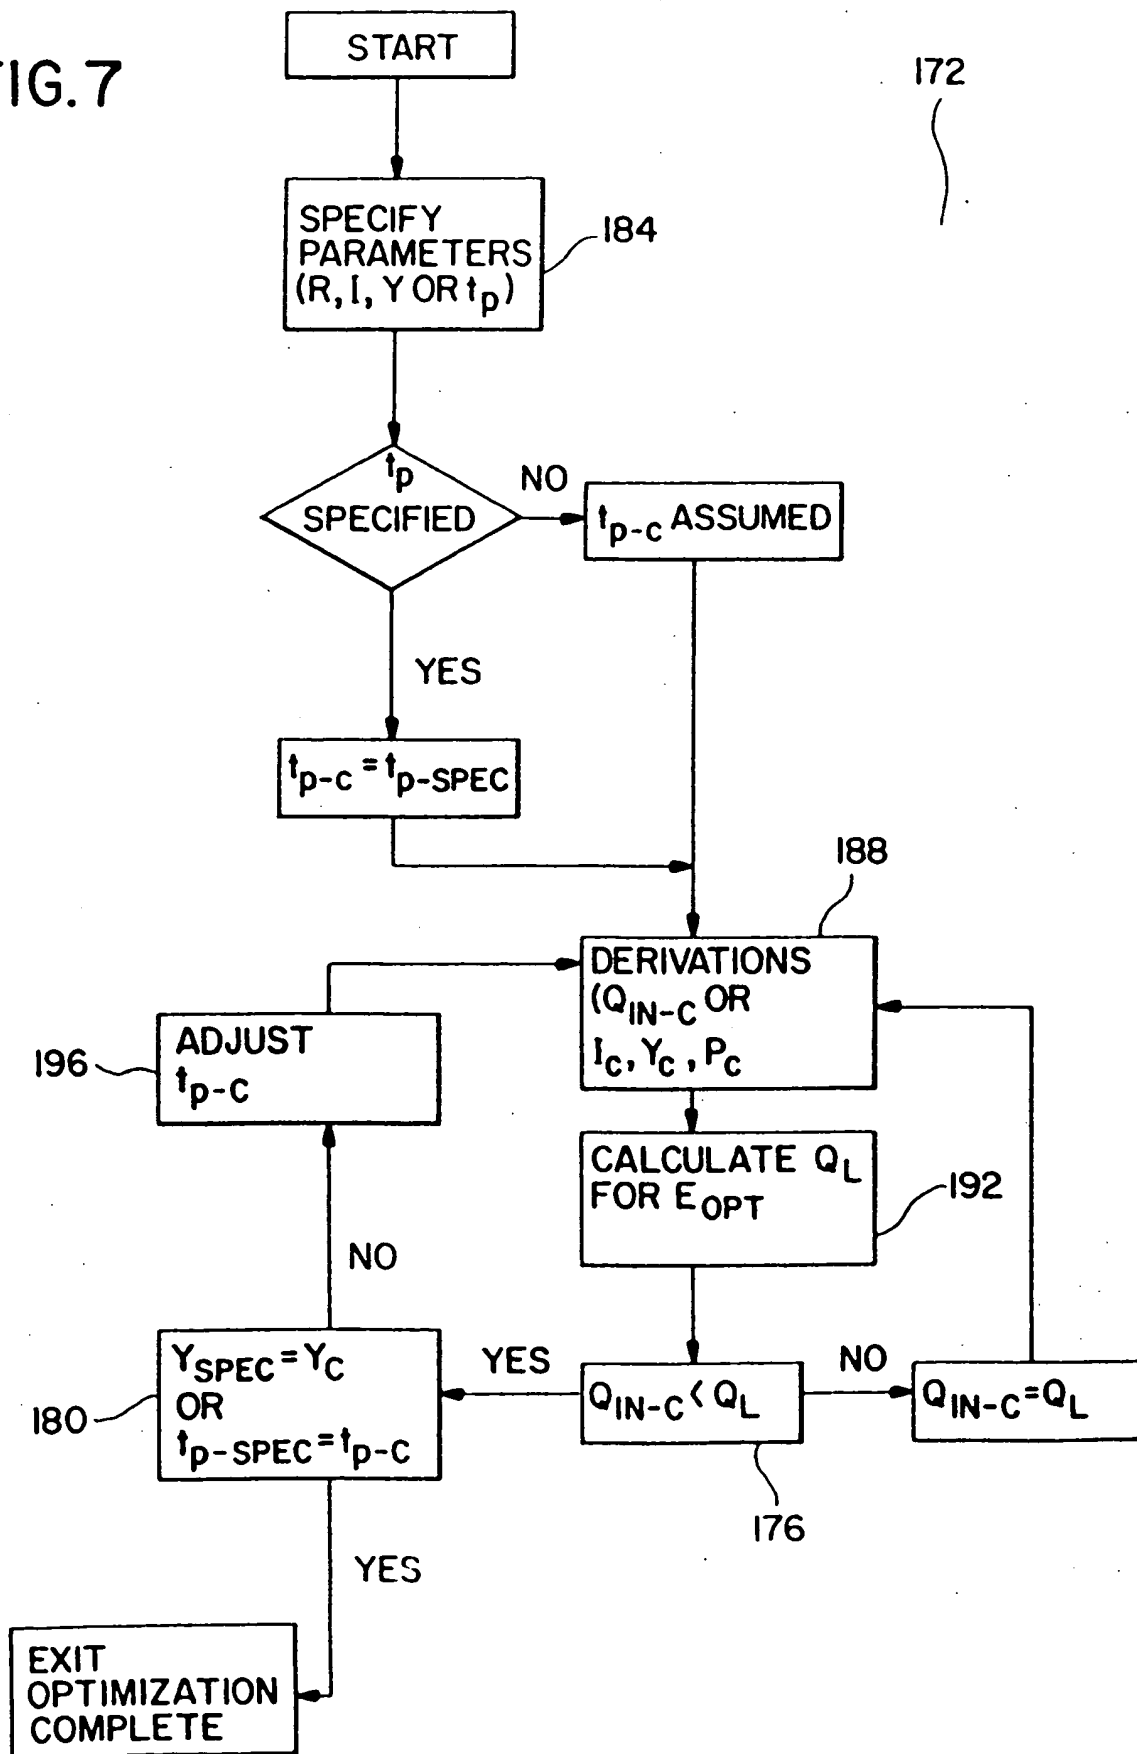 FIG. 7
START
172
SPECIFY
PARAMETERS
(R, I, Y OR tp)
184
tp
SPECIFIED
NO
tp-c ASSUMED
YES
tp-c = tp-SPEC
188
DERIVATIONS
(QIN-C OR
IC, YC, PC
ADJUST
tp-C
196
CALCULATE QL
FOR EOPT
192
NO
YSPEC = YC
OR
tp-SPEC = tp-C
180
YES
QIN-C < QL
NO
QIN-C = QL
176
YES
EXIT
OPTIMIZATION
COMPLETE